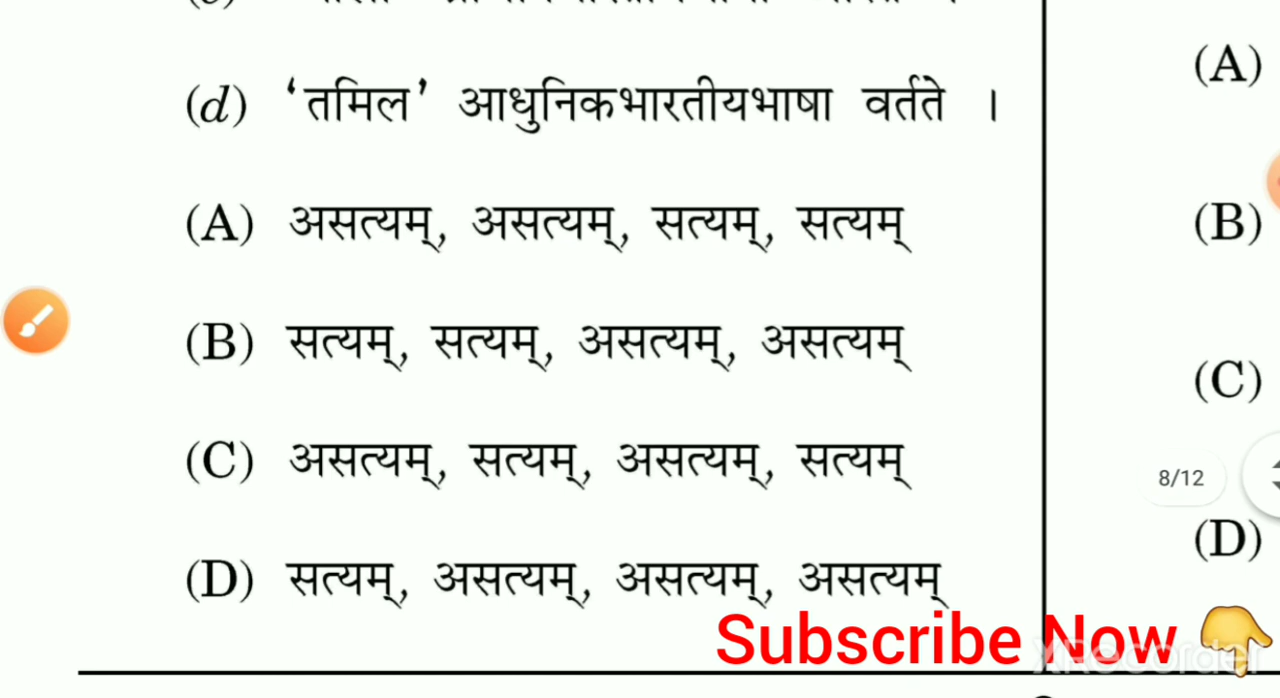 (d) ‘तमिल’ आधुनिकभारतीयभाषा वर्तते ।
(A) असत्यम्, असत्यम्, सत्यम्, सत्यम्
(B) सत्यम्, सत्यम्, असत्यम्, असत्यम्
(C) असत्यम्, सत्यम्, असत्यम्, सत्यम्
(D) सत्यम्, असत्यम्, असत्यम्, असत्यम्
(A)
(B)
(C)
8/12
(D)
Subscribe Now
XRecorder